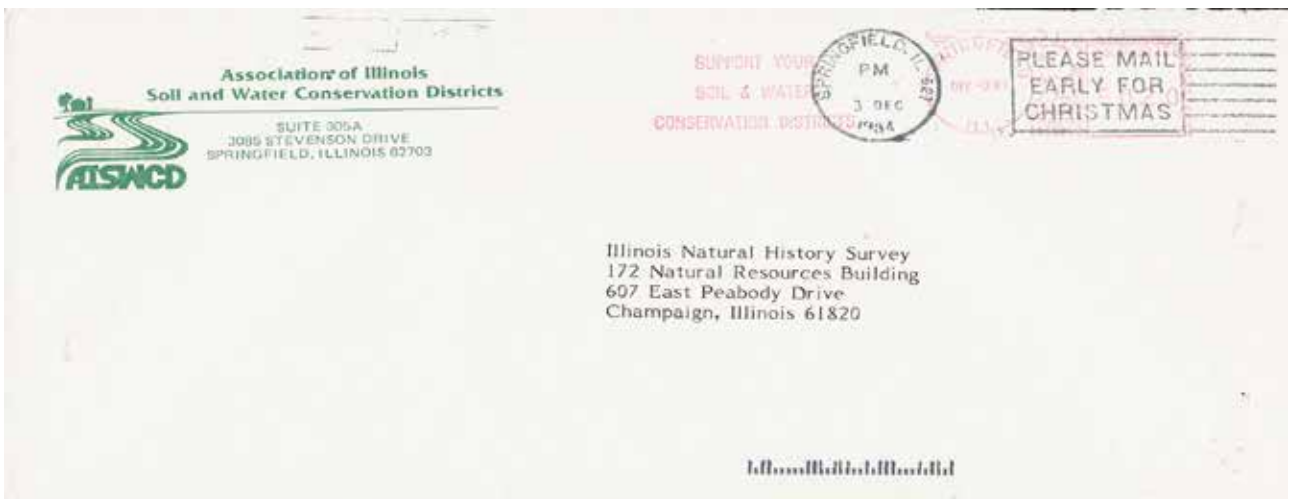 Association of Illinois
Soil and Water Conservation Districts
SUITE 305A
3085 STEVENSON DRIVE
SPRINGFIELD, ILLINOIS 62703
AISWCD
SUPPORT YOUR
SOIL & WATER
CONSERVATION DISTRICTS
SPRINGFIELD, IL 627
PM
3 DEC
PLEASE MAIL
EARLY FOR
CHRISTMAS
Illinois Natural History Survey
172 Natural Resources Building
607 East Peabody Drive
Champaign, Illinois 61820